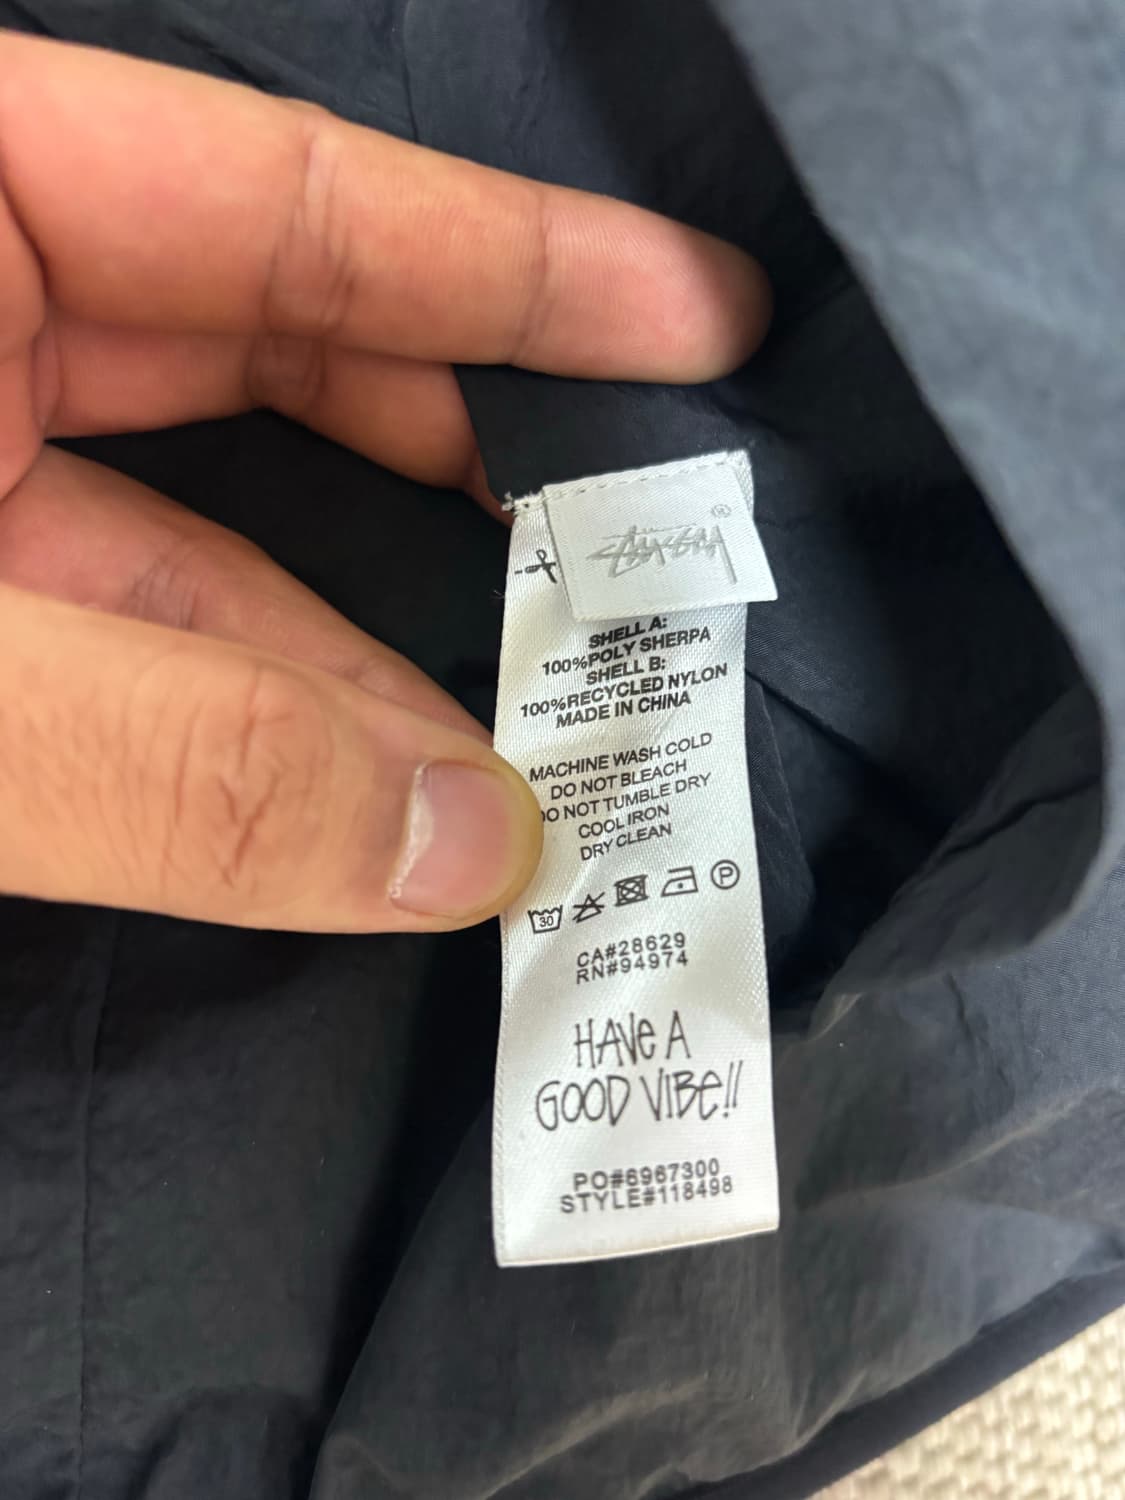 STÜSSY®
SHELL A:
100%POLY SHERPA
SHELL B:
100%RECYCLED NYLON
MADE IN CHINA
MACHINE WASH COLD
DO NOT BLEACH
DO NOT TUMBLE DRY
COOL IRON
DRY CLEAN
30 P
CA#28629
RN#94974
HAVE A
GOOD VIBE!!
PO#6967300
STYLE#118498